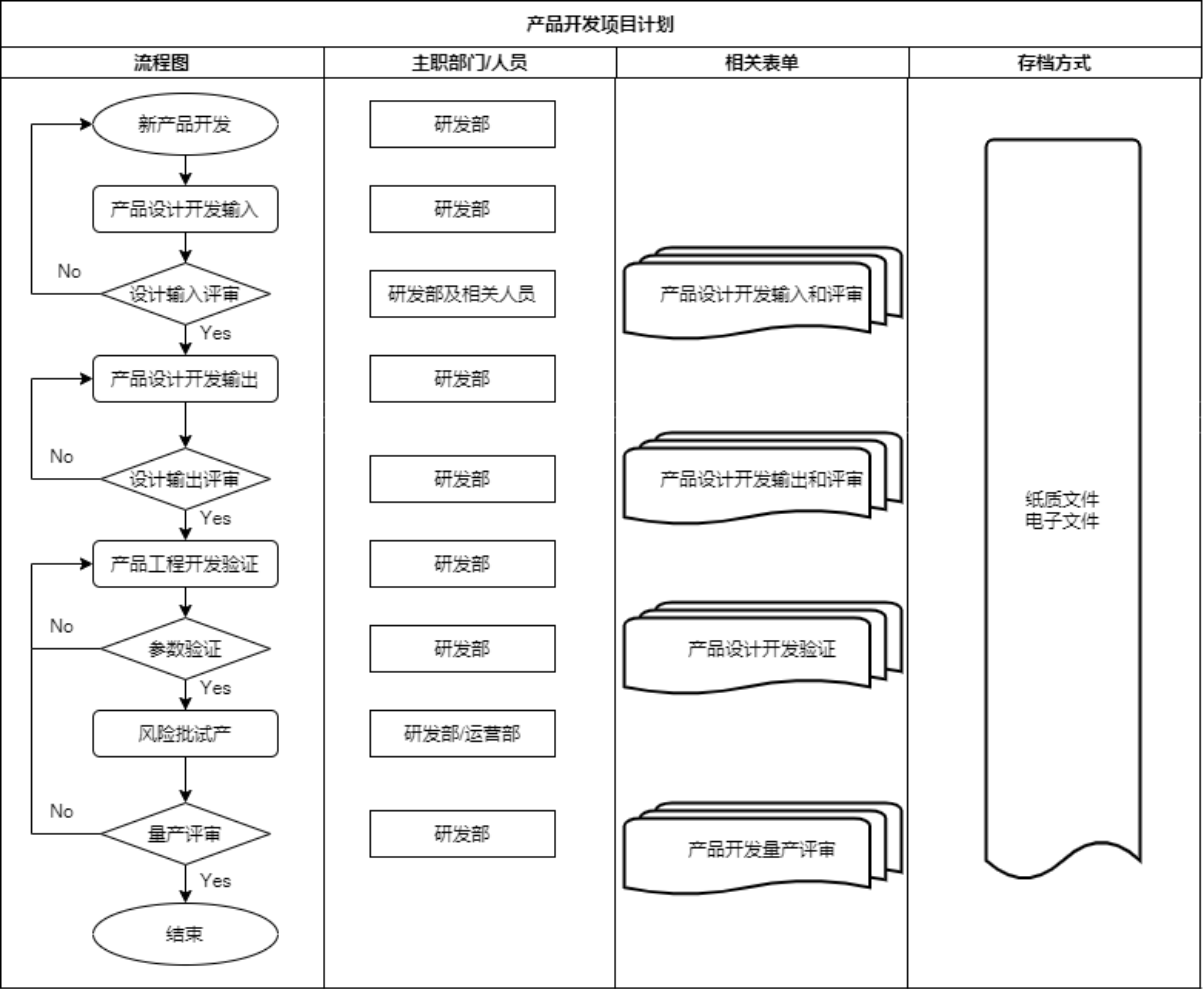 产品开发项目计划
流程图 主职部门/人员 相关表单 存档方式
新产品开发 研发部
产品设计开发输入 研发部
No
设计输入评审 研发部及相关人员 产品设计开发输入和评审
Yes
产品设计开发输出 研发部
No
设计输出评审 研发部 产品设计开发输出和评审
纸质文件
Yes
电子文件
产品工程开发验证 研发部
No
参数验证 研发部 产品设计开发验证
Yes
风险批试产 研发部/运营部
No
量产评审 研发部 产品开发量产评审
Yes
结束